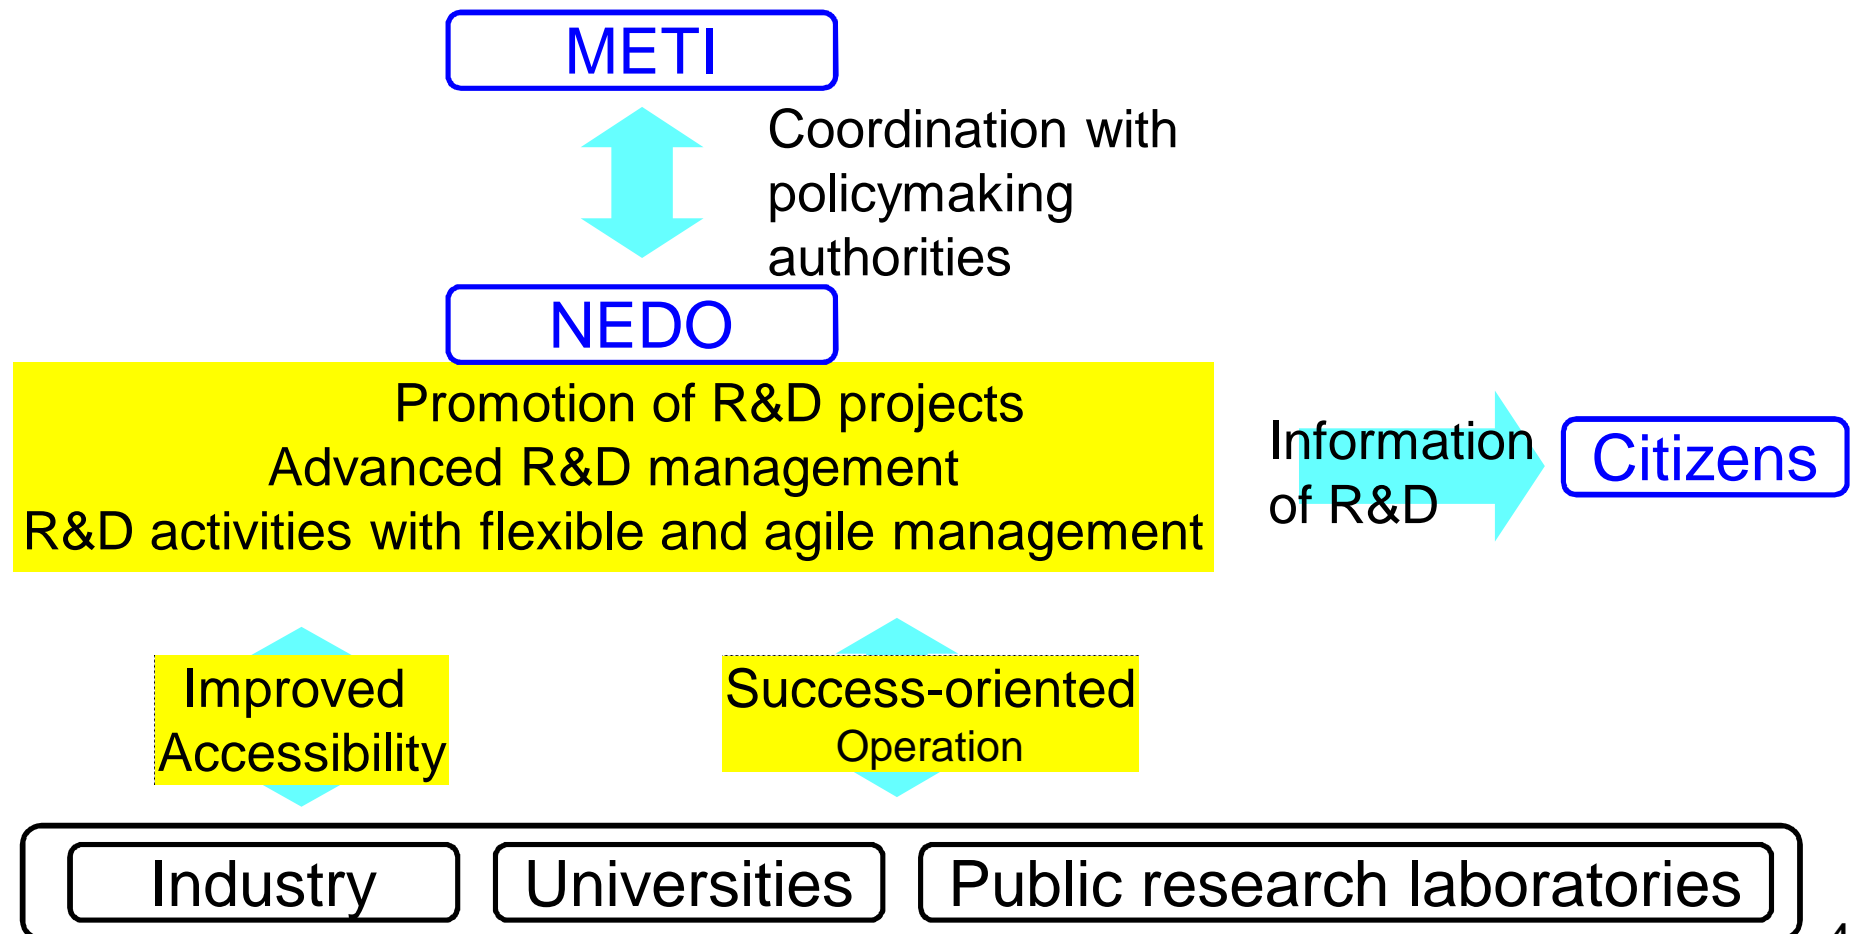 METI
Coordination with
policymaking
authorities
NEDO
Promotion of R&D projects
Advanced R&D management
R&D activities with flexible and agile management
Information
of R&D
Citizens
Improved
Accessibility
Success-oriented
Operation
Industry
Universities
Public research laboratories